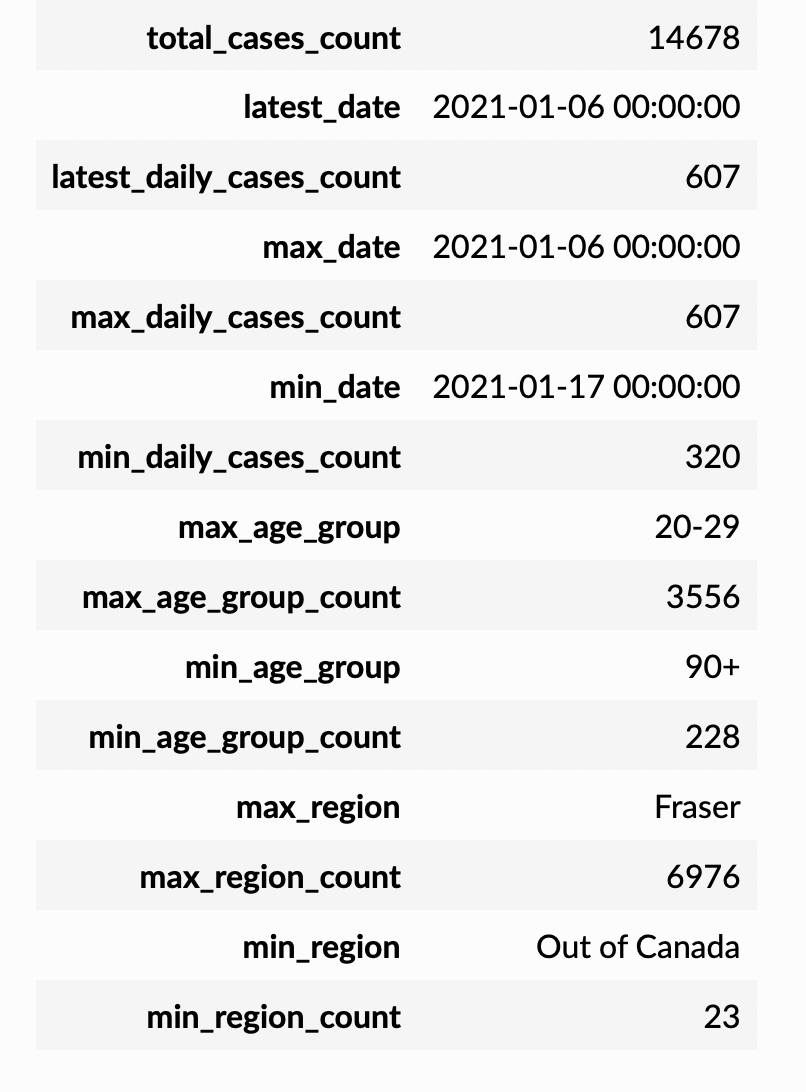 total_cases_count 14678
latest_date 2021-01-06 00:00:00
latest_daily_cases_count 607
max_date 2021-01-06 00:00:00
max_daily_cases_count 607
min_date 2021-01-17 00:00:00
min_daily_cases_count 320
max_age_group 20-29
max_age_group_count 3556
min_age_group 90+
min_age_group_count 228
max_region Fraser
max_region_count 6976
min_region Out of Canada
min_region_count 23